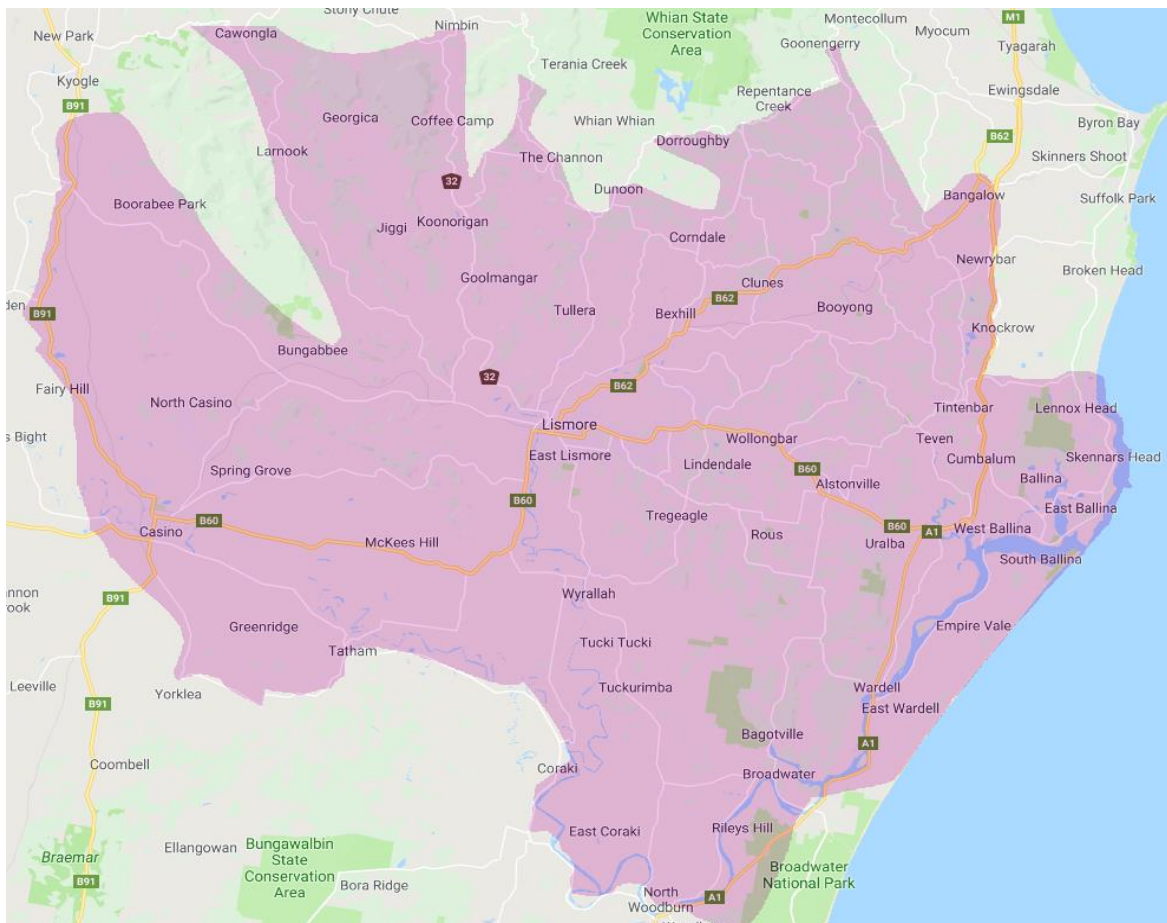 Stony Chute
Cawongla
Nimbin
Whian State
Conservation
Area
Montecollum
M1
New Park
Myocum
Goonengerry
Tyagarah
Terania Creek
Kyogle
Repentance
Creek
Ewingsdale
B91
Georgica
Coffee Camp
Whian Whian
Byron Bay
B62
Larnook
The Channon
Dorroughby
Skinners Shoot
32
Dunoon
Bangalow
Suffolk Park
Boorabee Park
Jiggi
Koonorigan
Corndale
Newrybar
Broken Head
Goolmangar
Clunes
B62
den
B91
Tullera
Bexhill
Booyong
Knockrow
Bungabbee
32
B62
Fairy Hill
North Casino
Tintenbar
Lennox Head
Lismore
s Bight
Wollongbar
Teven
East Lismore
Lindendale
Cumbalum
Skennars Head
Spring Grove
B60
Alstonville
Ballina
B60
East Ballina
B60
Casino
Tregeagle
Rous
B60
A1
West Ballina
McKees Hill
Uralba
South Ballina
annon
ook
B91
Wyrallah
Greenridge
Empire Vale
Tatham
Tucki Tucki
Leeville
Yorklea
Tuckurimba
Wardell
B91
East Wardell
Bagotville
A1
Coombell
Coraki
Broadwater
East Coraki
Rileys Hill
Ellangowan
Bungawalbin
State
Conservation
Area
Braemar
B91
Bora Ridge
Broadwater
National Park
North
Woodburn
A1